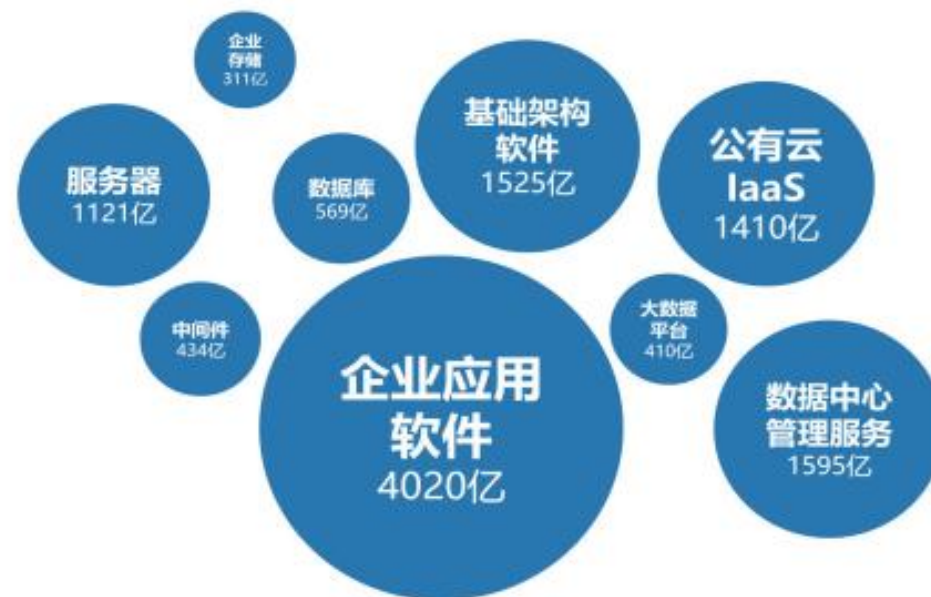 企业
存储
311亿
基础架构
软件
1525亿
公有云
IaaS
1410亿
服务器
1121亿
数据库
569亿
中间件
434亿
大数据
平台
410亿
企业应用
软件
4020亿
数据中心
管理服务
1595亿